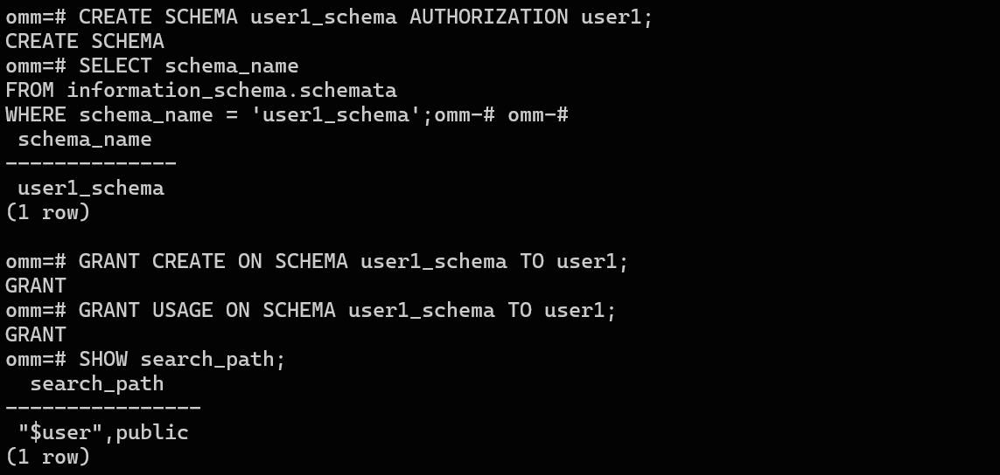 omm=# CREATE SCHEMA user1_schema AUTHORIZATION user1;
CREATE SCHEMA
omm=# SELECT schema_name
FROM information_schema.schemata
WHERE schema_name = 'user1_schema';omm-# omm-#
 schema_name
--------------
 user1_schema
(1 row)

omm=# GRANT CREATE ON SCHEMA user1_schema TO user1;
GRANT
omm=# GRANT USAGE ON SCHEMA user1_schema TO user1;
GRANT
omm=# SHOW search_path;
  search_path
----------------
 "$user",public
(1 row)